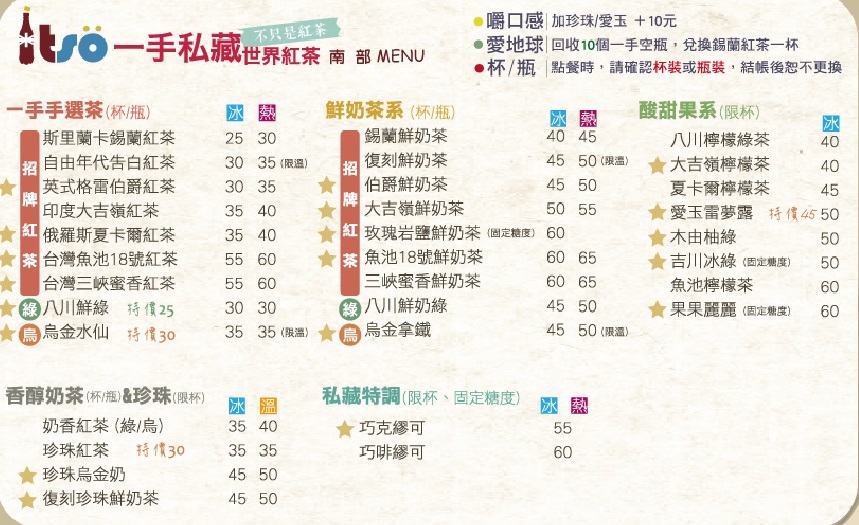 itsö 一手私藏世界紅茶 不只是紅茶 南 部 MENU
嚼口感 加珍珠/愛玉 +10元
愛地球 回收10個一手空瓶，兌換錫蘭紅茶一杯
杯/瓶 點餐時，請確認杯裝或瓶裝，結帳後恕不更換
一手手選茶(杯/瓶) 冰 熱
招牌紅茶
斯里蘭卡錫蘭紅茶 25 30
自由年代告白紅茶 30 35(限溫)
英式格雷伯爵紅茶 30 35
印度大吉嶺紅茶 35 40
俄羅斯夏卡爾紅茶 35 40
台灣魚池18號紅茶 55 60
台灣三峽蜜香紅茶 55 60
綠 八川鮮綠 特價25 30 30
烏 烏金水仙 特價30 35 35(限溫)
鮮奶茶系(杯/瓶) 冰 熱
招牌紅茶
錫蘭鮮奶茶 40 45
復刻鮮奶茶 45 50(限溫)
伯爵鮮奶茶 45 50
大吉嶺鮮奶茶 50 55
玫瑰岩鹽鮮奶茶(固定糖度) 60
魚池18號鮮奶茶 60 65
三峽蜜香鮮奶茶 60 65
綠 八川鮮奶綠 45 50
烏 烏金拿鐵 45 50(限溫)
酸甜果系(限杯) 冰
八川檸檬綠茶 40
大吉嶺檸檬茶 40
夏卡爾檸檬茶 45
愛玉雷夢露 特價45 50
木由柚綠 50
吉川冰綠(固定糖度) 50
魚池檸檬茶 60
果果麗麗(固定糖度) 60
香醇奶茶(杯/瓶)&珍珠(限杯) 冰 溫
奶香紅茶(綠/烏) 35 40
珍珠紅茶 特價30 35 35
珍珠烏金奶 45 50
復刻珍珠鮮奶茶 45 50
私藏特調(限杯、固定糖度) 冰 熱
巧克繆可 55
巧啡繆可 60